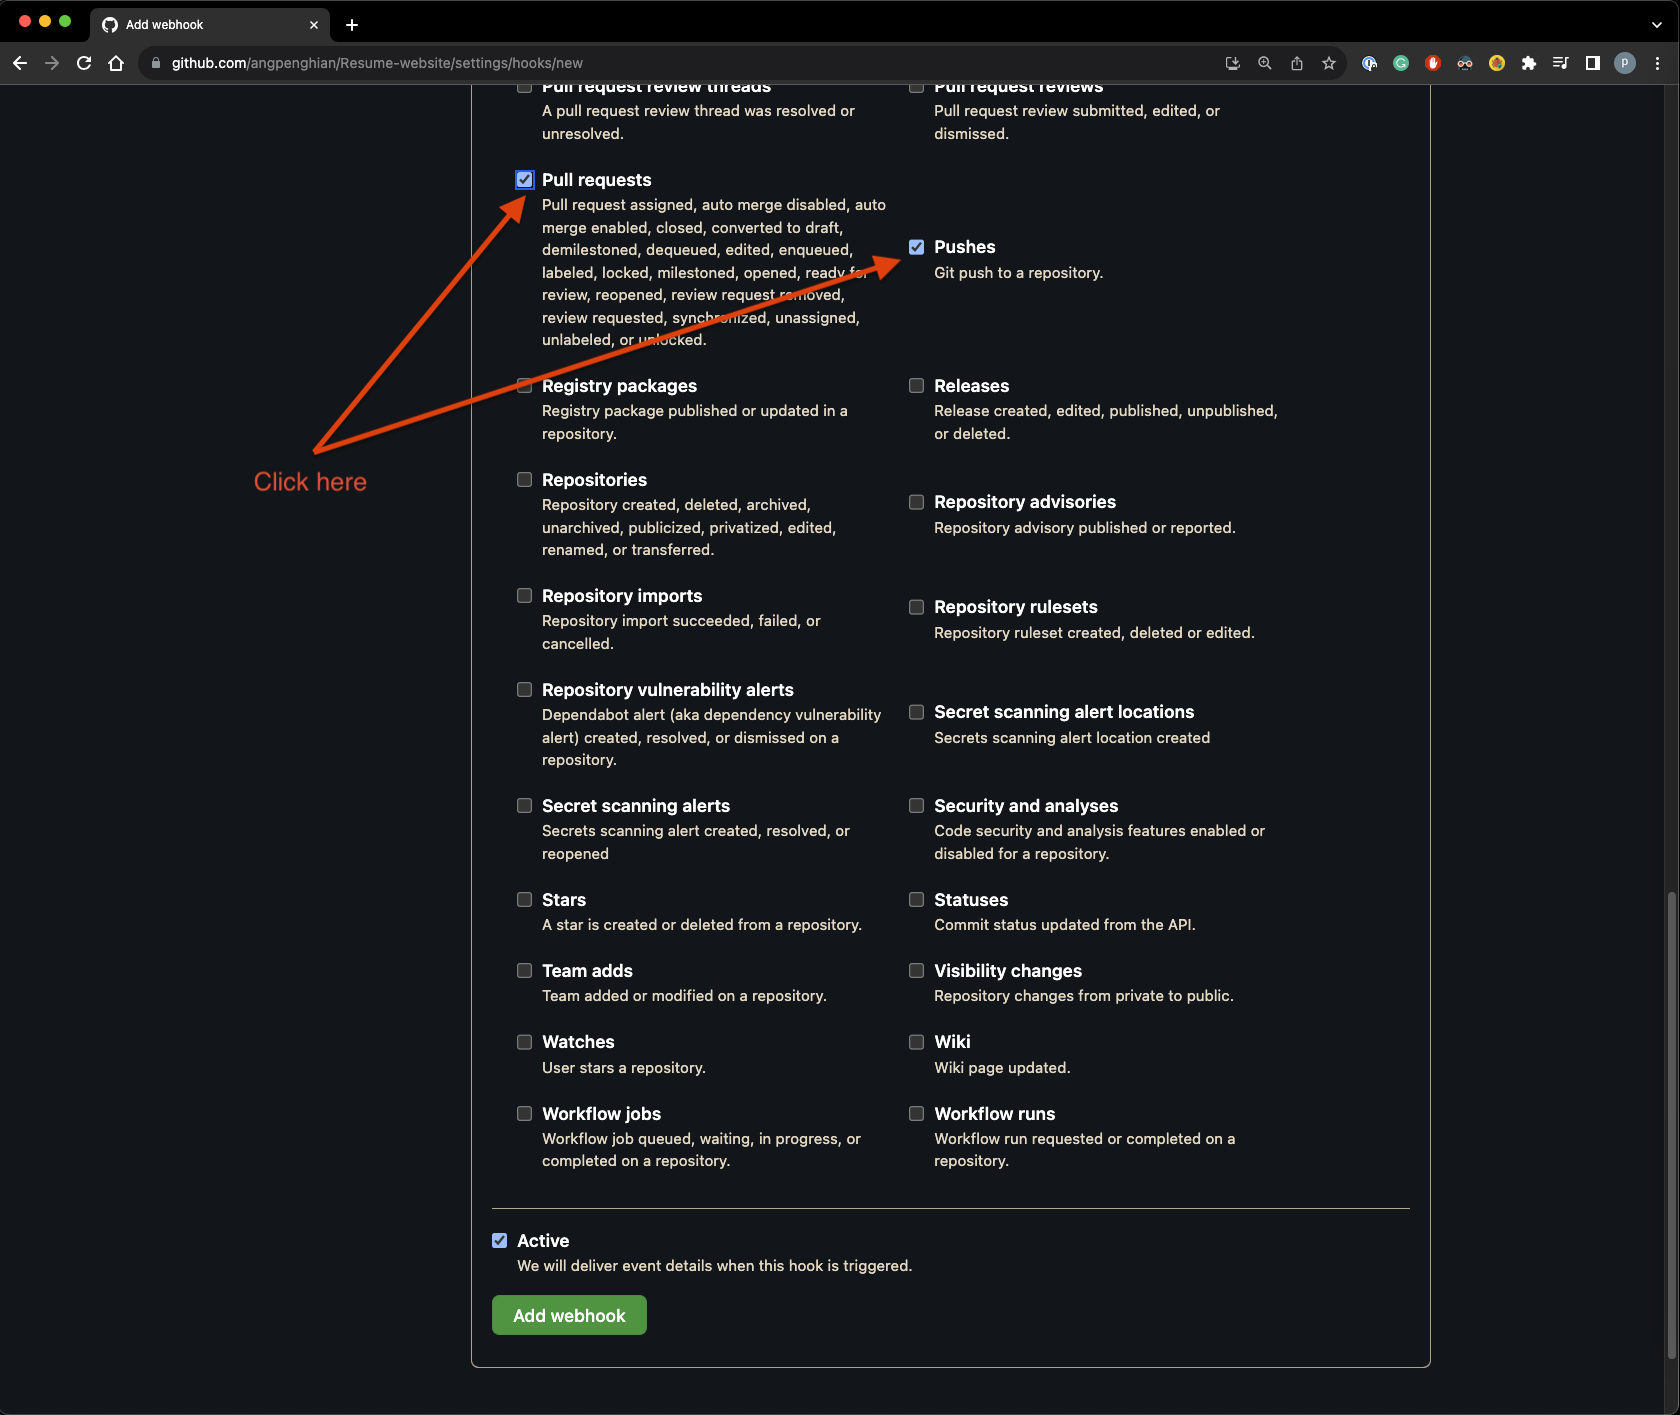 Add webhook
github.com/angpenghian/Resume-website/settings/hooks/new
P
Pull request review threads
A pull request review thread was resolved or
unresolved.
Pull request reviews
Pull request review submitted, edited, or
dismissed.
Pull requests
Pull request assigned, auto merge disabled, auto
merge enabled, closed, converted to draft,
demilestoned, dequeued, edited, enqueued,
labeled, locked, milestoned, opened, ready for
review, reopened, review request removed,
review requested, synchronized, unassigned,
unlabeled, or unlocked.
Pushes
Git push to a repository.
Click here
Registry packages
Registry package published or updated in a
repository.
Releases
Release created, edited, published, unpublished,
or deleted.
Repositories
Repository created, deleted, archived,
unarchived, publicized, privatized, edited,
renamed, or transferred.
Repository advisories
Repository advisory published or reported.
Repository imports
Repository import succeeded, failed, or
cancelled.
Repository rulesets
Repository ruleset created, deleted or edited.
Repository vulnerability alerts
Dependabot alert (aka dependency vulnerability
alert) created, resolved, or dismissed on a
repository.
Secret scanning alert locations
Secrets scanning alert location created
Secret scanning alerts
Secrets scanning alert created, resolved, or
reopened
Security and analyses
Code security and analysis features enabled or
disabled for a repository.
Stars
A star is created or deleted from a repository.
Statuses
Commit status updated from the API.
Team adds
Team added or modified on a repository.
Visibility changes
Repository changes from private to public.
Watches
User stars a repository.
Wiki
Wiki page updated.
Workflow jobs
Workflow job queued, waiting, in progress, or
completed on a repository.
Workflow runs
Workflow run requested or completed on a
repository.
Active
We will deliver event details when this hook is triggered.
Add webhook